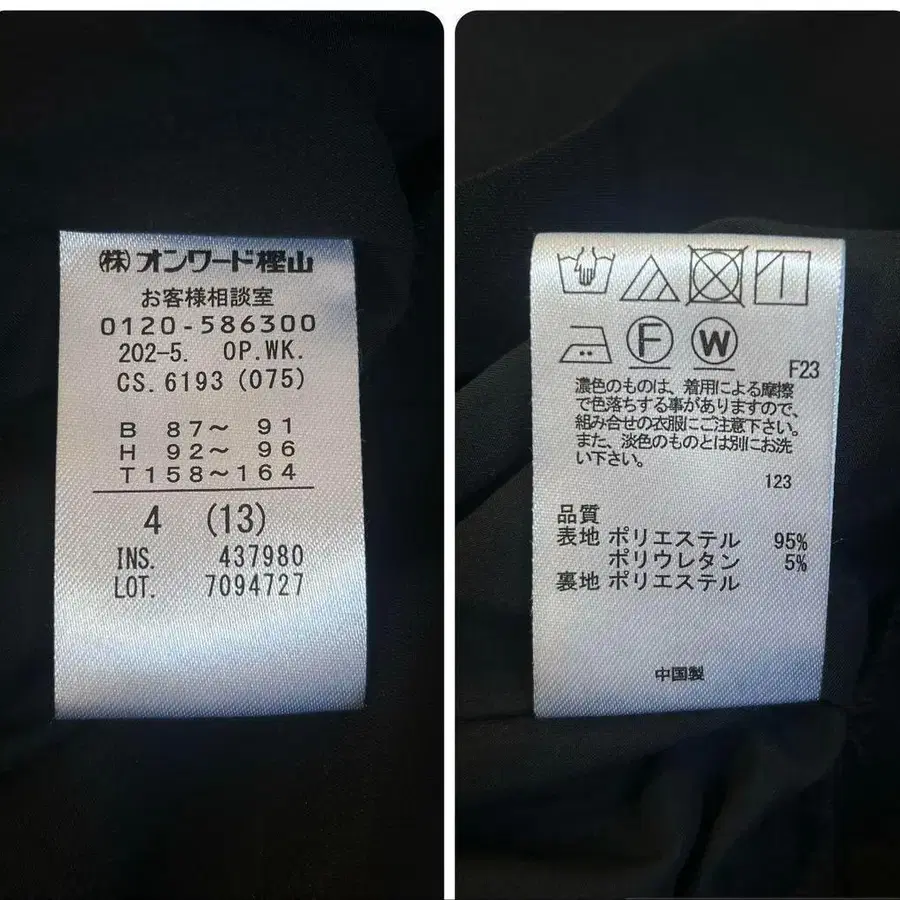 ㈱オンワード樫山
お客様相談室
0120-586300
202-5. OP.WK.
CS.6193(075)
B 87〜 91
H 92〜 96
T158〜164
4 (13)
INS. 437980
LOT. 7094727
F
W
F23
濃色のものは、着用による摩擦
で色落ちする事がありますので、
組み合せの衣服にご注意下さい。
また、淡色のものとは別にお洗
い下さい。
123
品質
表地 ポリエステル 95%
ポリウレタン 5%
裏地 ポリエステル
中国製